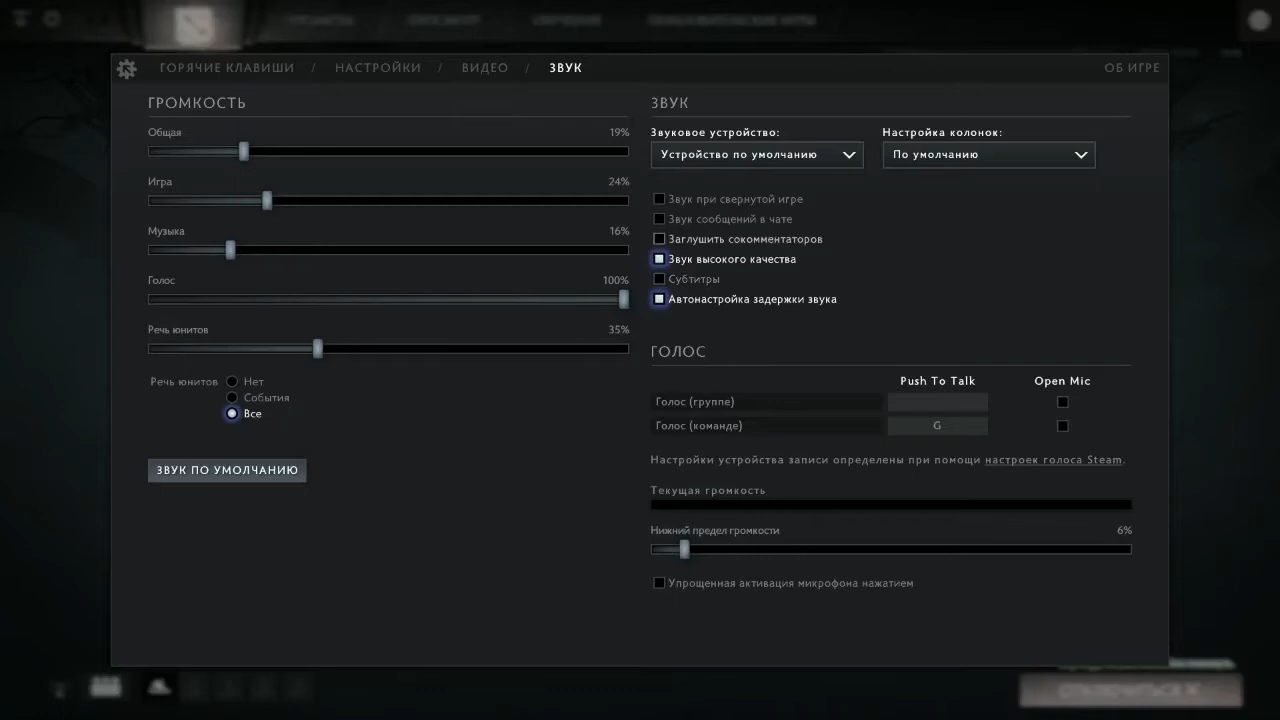 ГОРЯЧИЕ КЛАВИШИ / НАСТРОЙКИ / ВИДЕО / ЗВУК ОБ ИГРЕ
ГРОМКОСТЬ
Общая 19%
Игра 24%
Музыка 16%
Голос 100%
Речь юнитов 35%
Речь юнитов Нет
События
Все
ЗВУК ПО УМОЛЧАНИЮ
ЗВУК
Звуковое устройство: Настройка колонок:
Устройство по умолчанию По умолчанию
Звук при свернутой игре
Звук сообщений в чате
Заглушить сокомментаторов
Звук высокого качества
Субтитры
Автонастройка задержки звука
ГОЛОС
Push To Talk Open Mic
Голос (группе)
Голос (команде) G
Настройки устройства записи определены при помощи настроек голоса Steam.
Текущая громкость
Нижний предел громкости 6%
Упрощенная активация микрофона нажатием